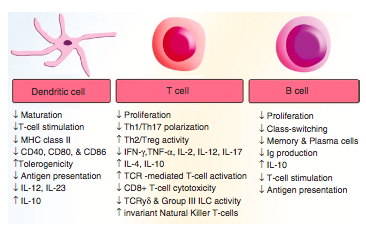 Dendritic cell
↓ Maturation
↓T-cell stimulation
↓ MHC class II
↓ CD40, CD80, & CD86
↑Tolerogenicity
↓ Antigen presentation
↓ IL-12, IL-23
↑ IL-10
T cell
↓ Proliferation
↓ Th1/Th17 polarization
↑ Th2/Treg activity
↓ IFN-γ,TNF-α, IL-2, IL-12, IL-17
↑ IL-4, IL-10
↑ TCR -mediated T-cell activation
↓ CD8+ T-cell cytotoxicity
↓ TCRγδ & Group III ILC activity
↑ invariant Natural Killer T-cells
B cell
↓ Proliferation
↓ Class-switching
↓ Memory & Plasma cells
↓ Ig production
↑ IL-10
↓ T-cell stimulation
↓ Antigen presentation